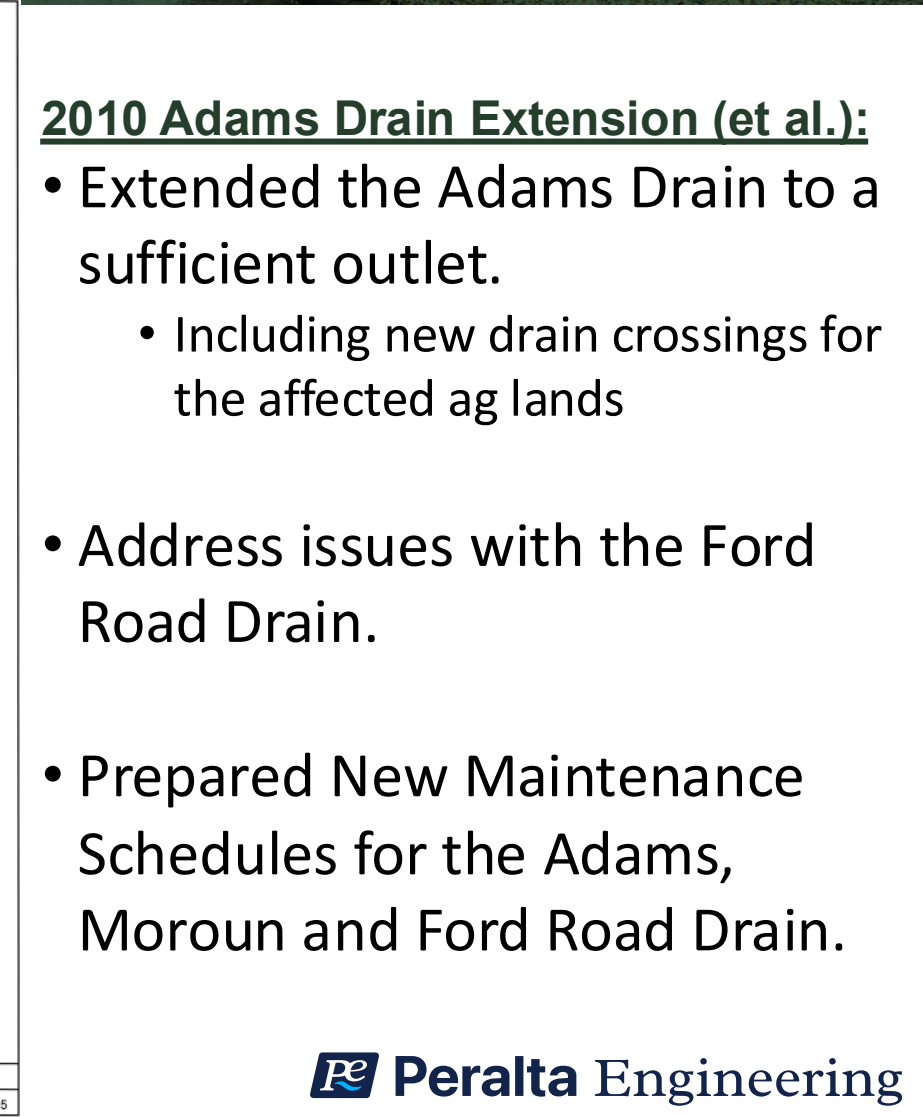 2010 Adams Drain Extension (et al.):
• Extended the Adams Drain to a
sufficient outlet.
• Including new drain crossings for
the affected ag lands
• Address issues with the Ford
Road Drain.
• Prepared New Maintenance
Schedules for the Adams,
Moroun and Ford Road Drain.
Pe Peralta Engineering